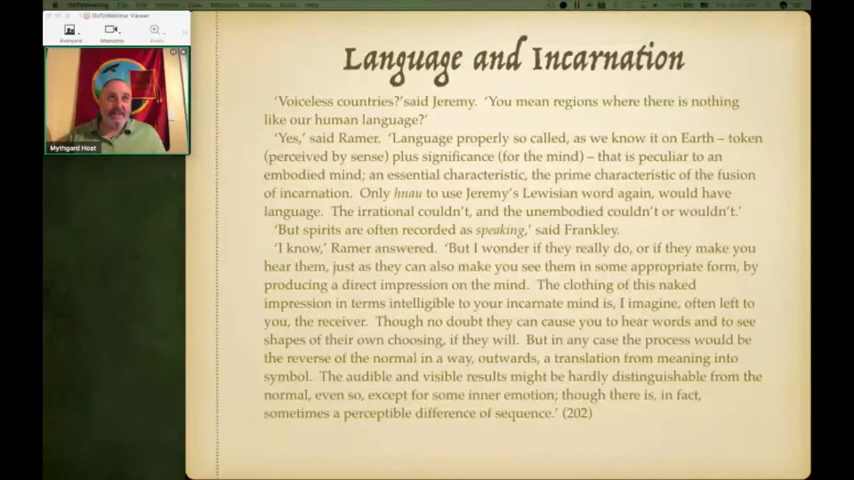 GoToWebinar Viewer
Everyone
Webcams
Zoom
Mythgard Host
Language and Incarnation
'Voiceless countries?'said Jeremy. 'You mean regions where there is nothing
like our human language?'
'Yes,' said Ramer. 'Language properly so called, as we know it on Earth – token
(perceived by sense) plus significance (for the mind) – that is peculiar to an
embodied mind; an essential characteristic, the prime characteristic of the fusion
of incarnation. Only hnau to use Jeremy's Lewisian word again, would have
language. The irrational couldn't, and the unembodied couldn't or wouldn't.'
'But spirits are often recorded as speaking,' said Frankley.
'I know,' Ramer answered. 'But I wonder if they really do, or if they make you
hear them, just as they can also make you see them in some appropriate form, by
producing a direct impression on the mind. The clothing of this naked
impression in terms intelligible to your incarnate mind is, I imagine, often left to
you, the receiver. Though no doubt they can cause you to hear words and to see
shapes of their own choosing, if they will. But in any case the process would be
the reverse of the normal in a way, outwards, a translation from meaning into
symbol. The audible and visible results might be hardly distinguishable from the
normal, even so, except for some inner emotion; though there is, in fact,
sometimes a perceptible difference of sequence.' (202)